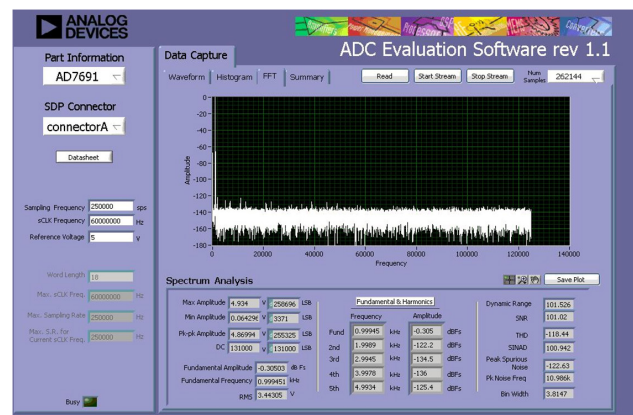 ANALOG
DEVICES
ADC Evaluation Software rev 1.1
Part Information
AD7691
SDP Connector
connectorA
Datasheet
Sampling Frequency 250000 sps
sCLK Frequency 60000000 Hz
Reference Voltage 5 V
Word Length 18
Max. sCLK Freq. 60000000 Hz
Max. Sampling Rate 250000 Hz
Max. S.R. for
Current sCLK Freq. 250000 Hz
Busy
Data Capture
Waveform Histogram FFT Summary
Read Start Stream Stop Stream Num
Samples 262144
0
-20
-40
-60
-80
-100
-120
-140
-160
-180
Amplitude
0 20000 40000 60000 80000 100000 120000 140000
Frequency
Spectrum Analysis
Save Plot
Max Amplitude 4.934 V 258696 LSB
Min Amplitude 0.064296 V 3371 LSB
Pk-pk Amplitude 4.86994 V 255325 LSB
DC 131000 V 131000 LSB
Fundamental Amplitude -0.30503 dB Fs
Fundamental Frequency 0.999451 kHz
RMS 3.44305 V
Fundamental & Harmonics
Frequency Amplitude
Fund 0.99945 kHz -0.305 dBFs
2nd 1.9989 kHz -122.2 dBFs
3rd 2.9945 kHz -134.5 dBFs
4th 3.9978 kHz -136 dBFs
5th 4.9934 kHz -125.4 dBFs
Dynamic Range 101.526
SNR 101.02
THD -118.44
SINAD 100.942
Peak Spurious
Noise -122.63
Pk Noise Freq 10.986k
Bin Width 3.8147